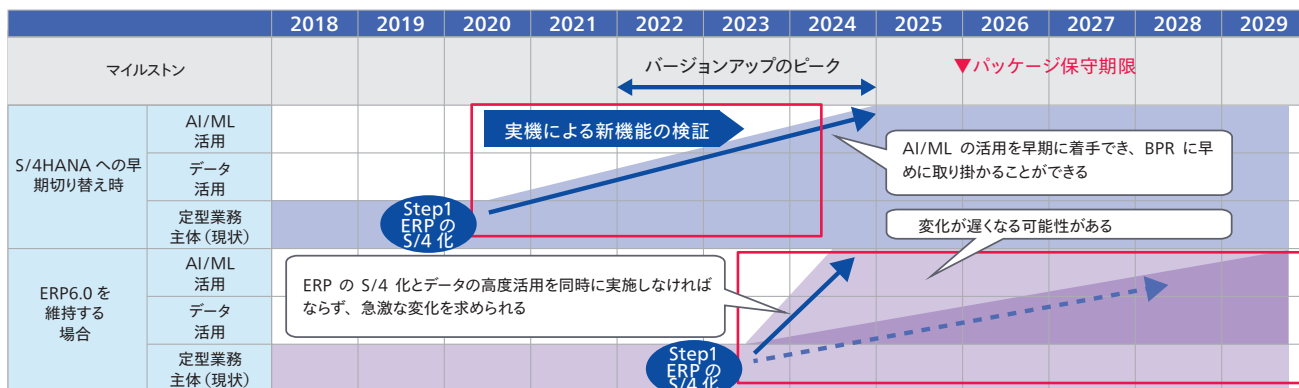 2018 2019 2020 2021 2022 2023 2024 2025 2026 2027 2028 2029
マイルストン
バージョンアップのピーク
▼パッケージ保守期限
S/4HANA への早
期切り替え時
AI/ML
活用
データ
活用
定型業務
主体(現状)
実機による新機能の検証
Step1
ERP の
S/4 化
AI/ML の活用を早期に着手でき、BPR に早
めに取り掛かることができる
変化が遅くなる可能性がある
ERP6.0 を
維持する
場合
AI/ML
活用
データ
活用
定型業務
主体(現状)
ERP の S/4 化とデータの高度活用を同時に実施しなければ
ならず、急激な変化を求められる
Step1
ERP の
S/4 化